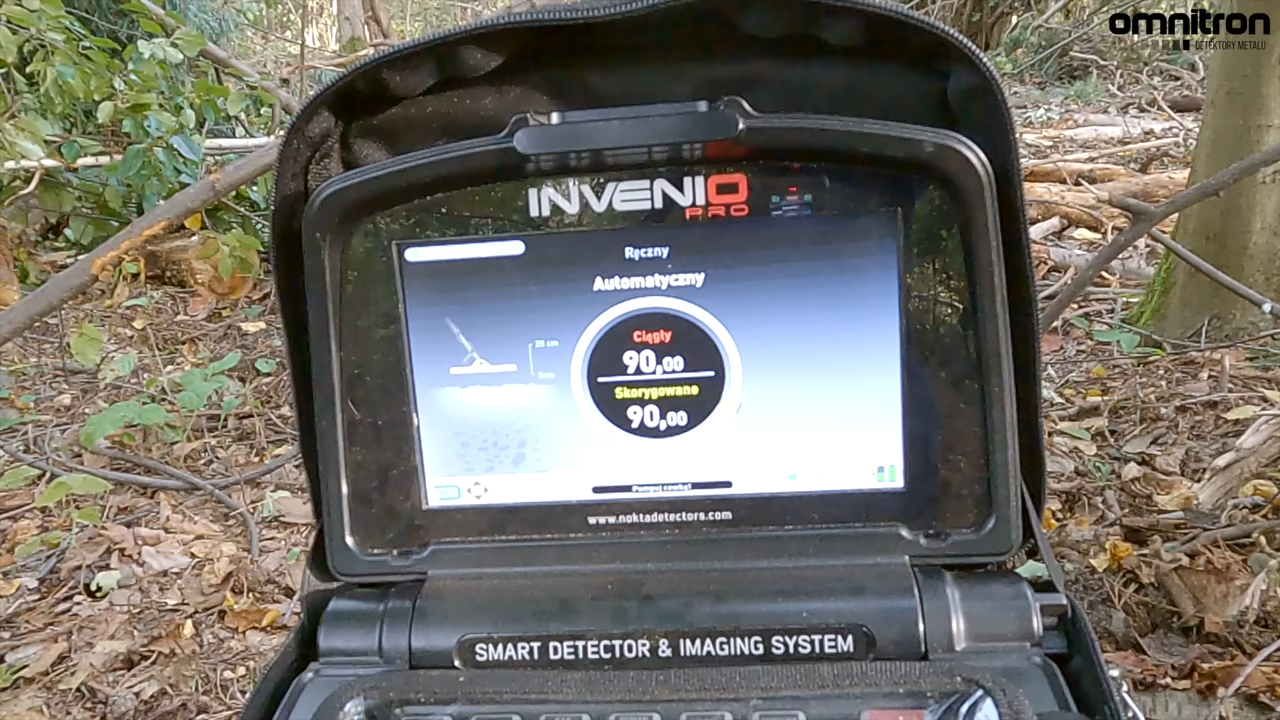 omnitron
DETEKTORY METALU
INVENIO
PRO
Ręczny
Automatyczny
Ciągły
90,00
Skorygowane
90,00
Pompuj cewką!
www.noktadetectors.com
SMART DETECTOR & IMAGING SYSTEM